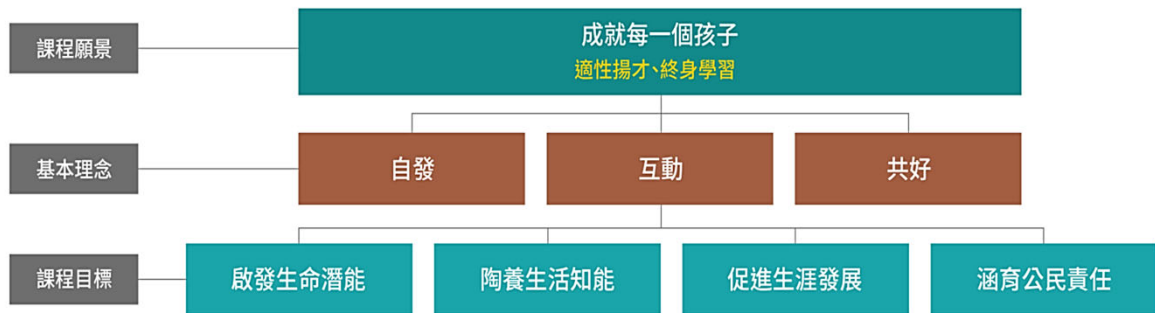 課程願景
成就每一個孩子
適性揚才、終身學習
基本理念
自發
互動
共好
課程目標
啟發生命潛能
陶養生活知能
促進生涯發展
涵育公民責任